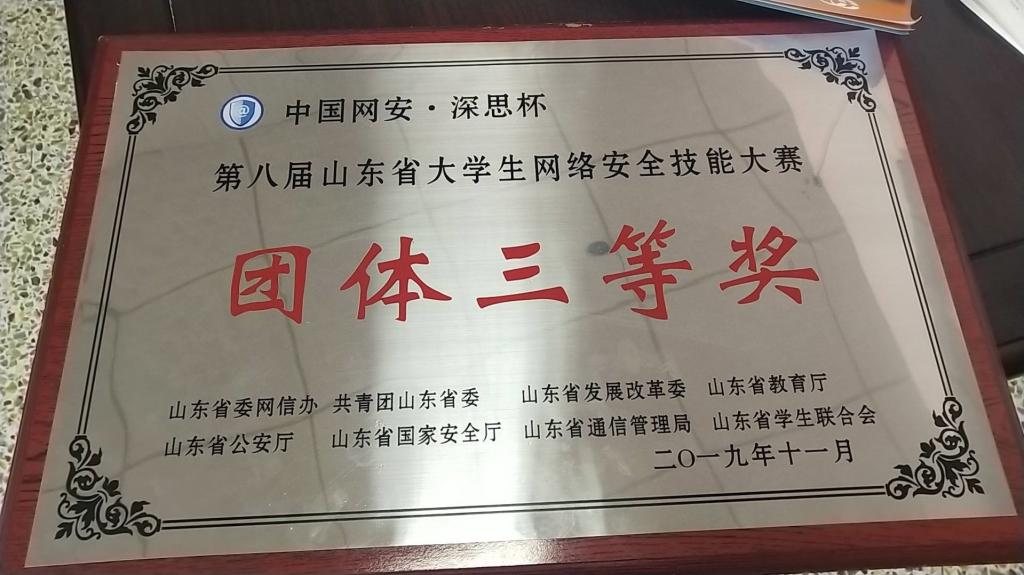 中国网安·深思杯
第八届山东省大学生网络安全技能大赛
团体三等奖
山东省委网信办 共青团山东省委 山东省发展改革委 山东省教育厅
山东省公安厅 山东省国家安全厅 山东省通信管理局 山东省学生联合会
二〇一九年十一月